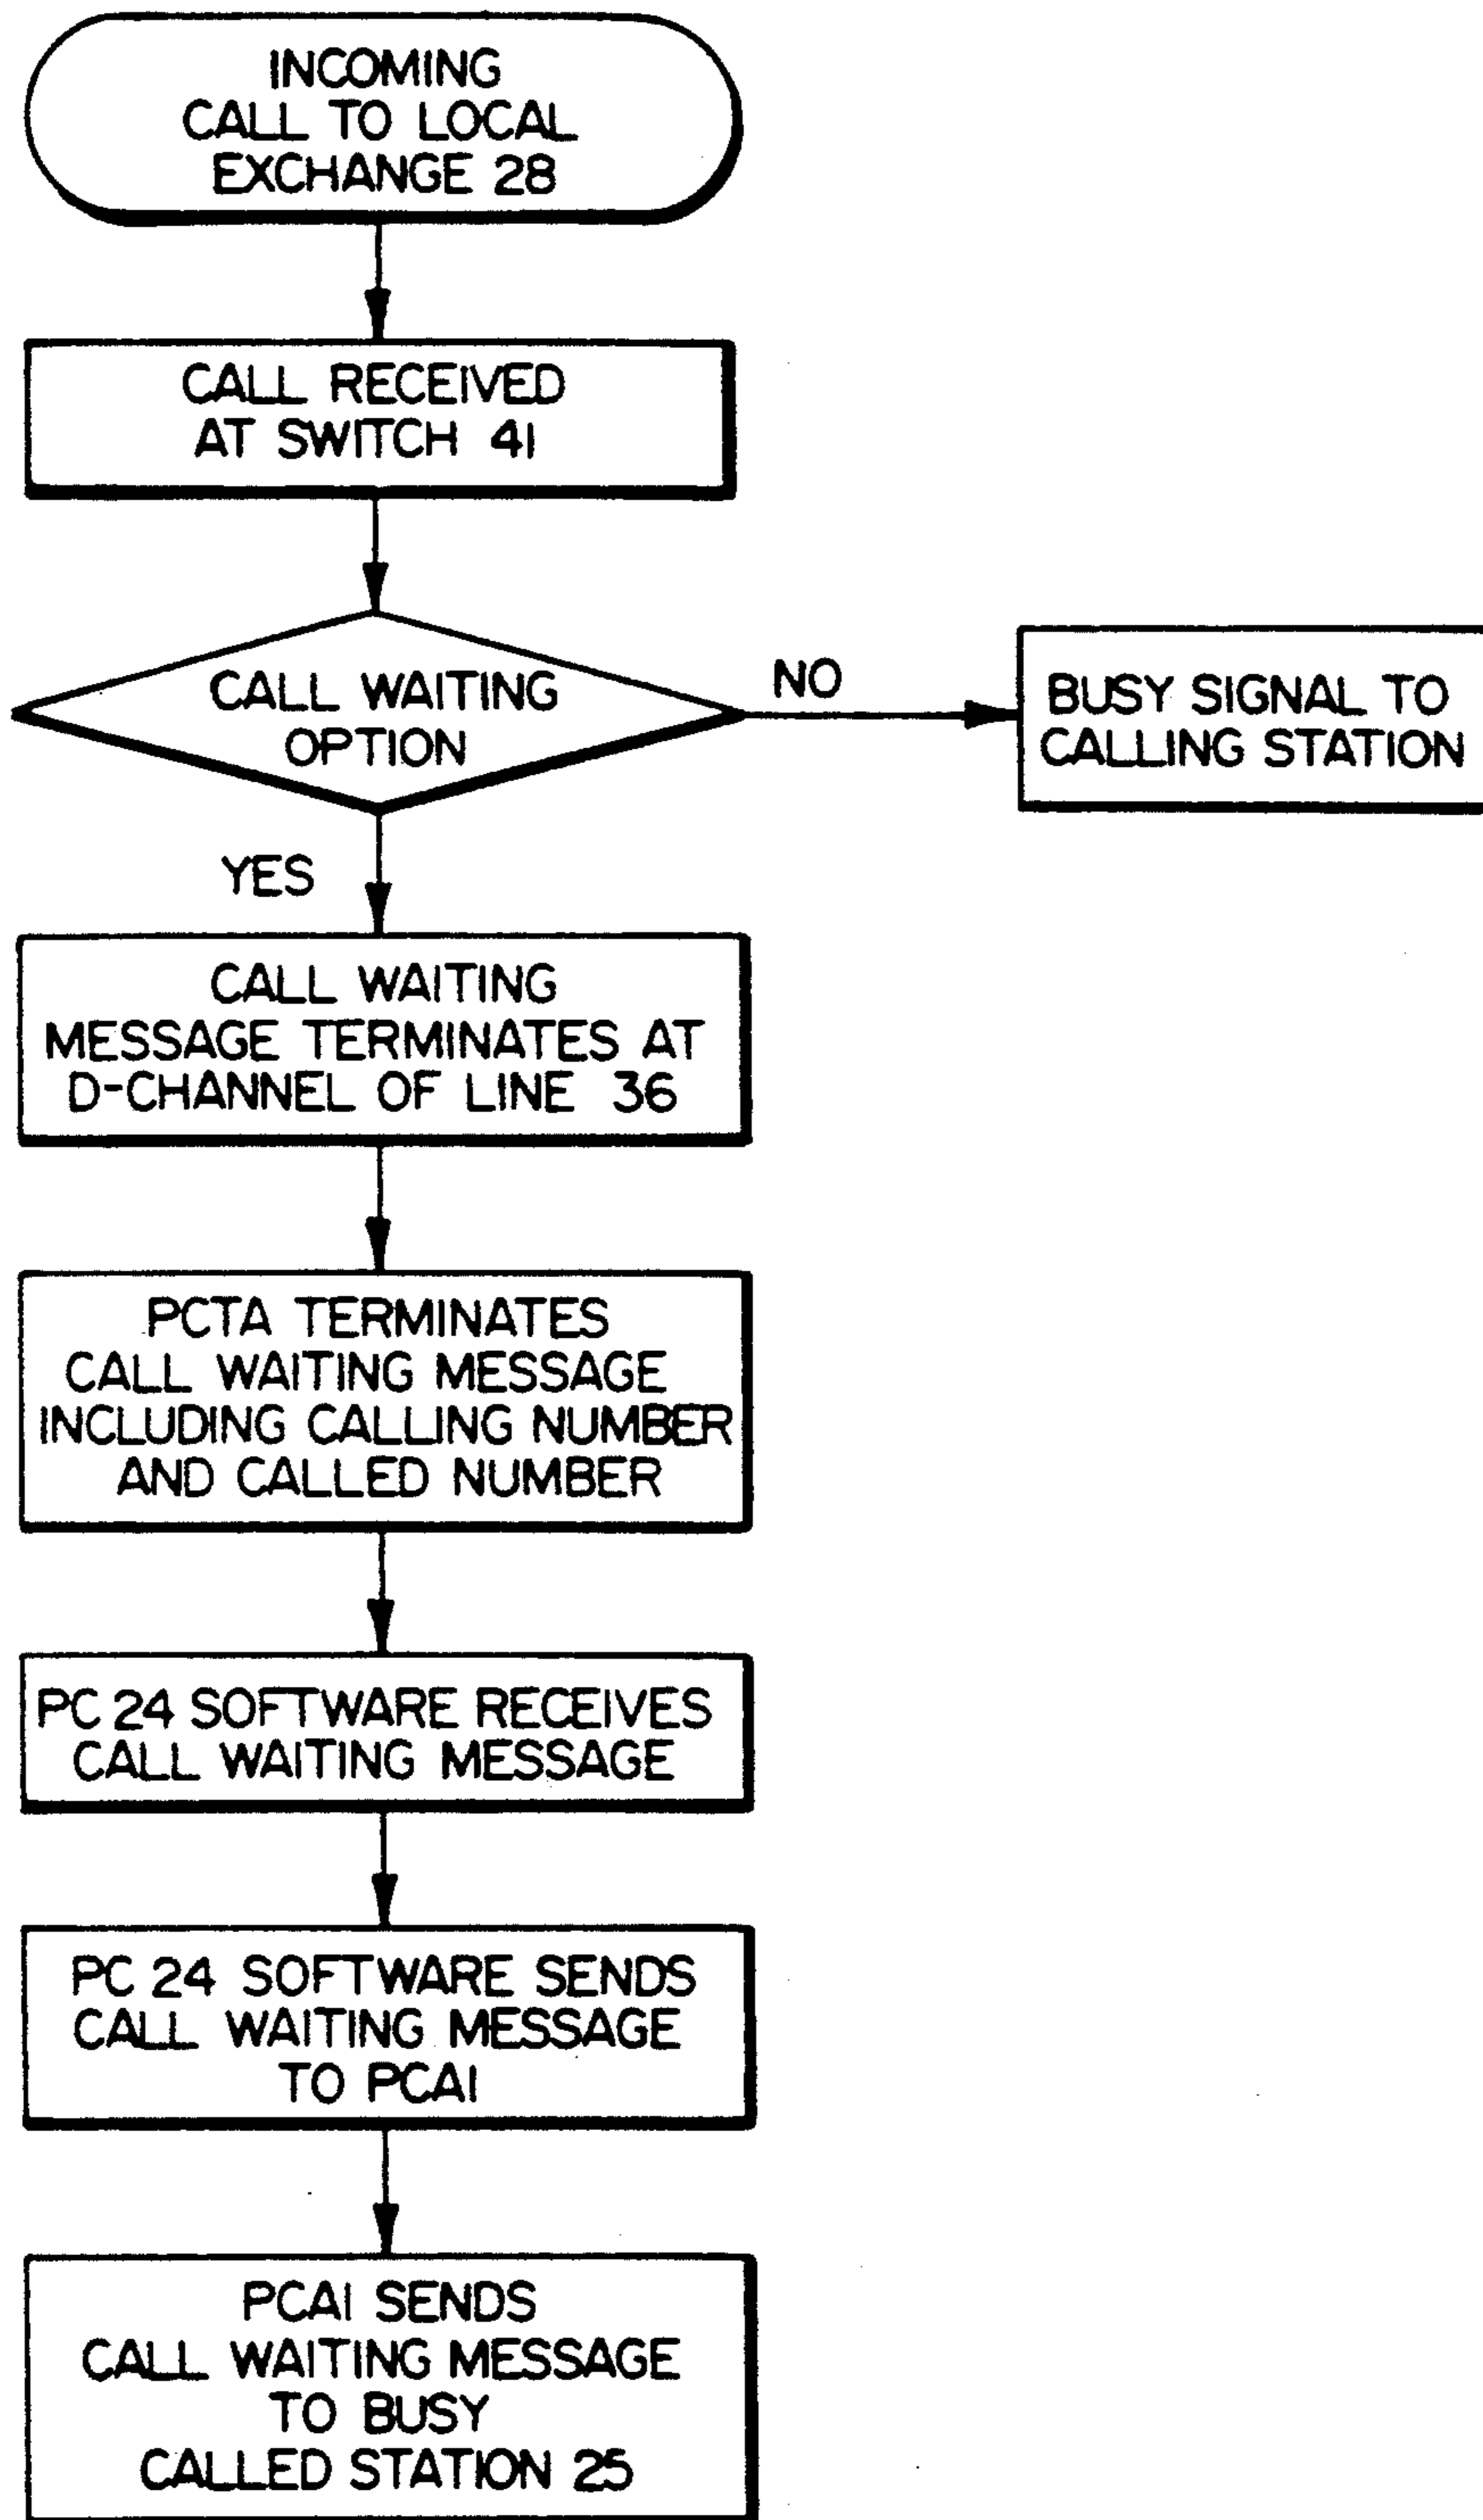 INCOMING
CALL TO LOCAL
EXCHANGE 28
CALL RECEIVED
AT SWITCH 41
CALL WAITING
OPTION
NO
BUSY SIGNAL TO
CALLING STATION
YES
CALL WAITING
MESSAGE TERMINATES AT
D-CHANNEL OF LINE 36
PCTA TERMINATES
CALL WAITING MESSAGE
INCLUDING CALLING NUMBER
AND CALLED NUMBER
PC 24 SOFTWARE RECEIVES
CALL WAITING MESSAGE
PC 24 SOFTWARE SENDS
CALL WAITING MESSAGE
TO PCAI
PCAI SENDS
CALL WAITING MESSAGE
TO BUSY
CALLED STATION 25